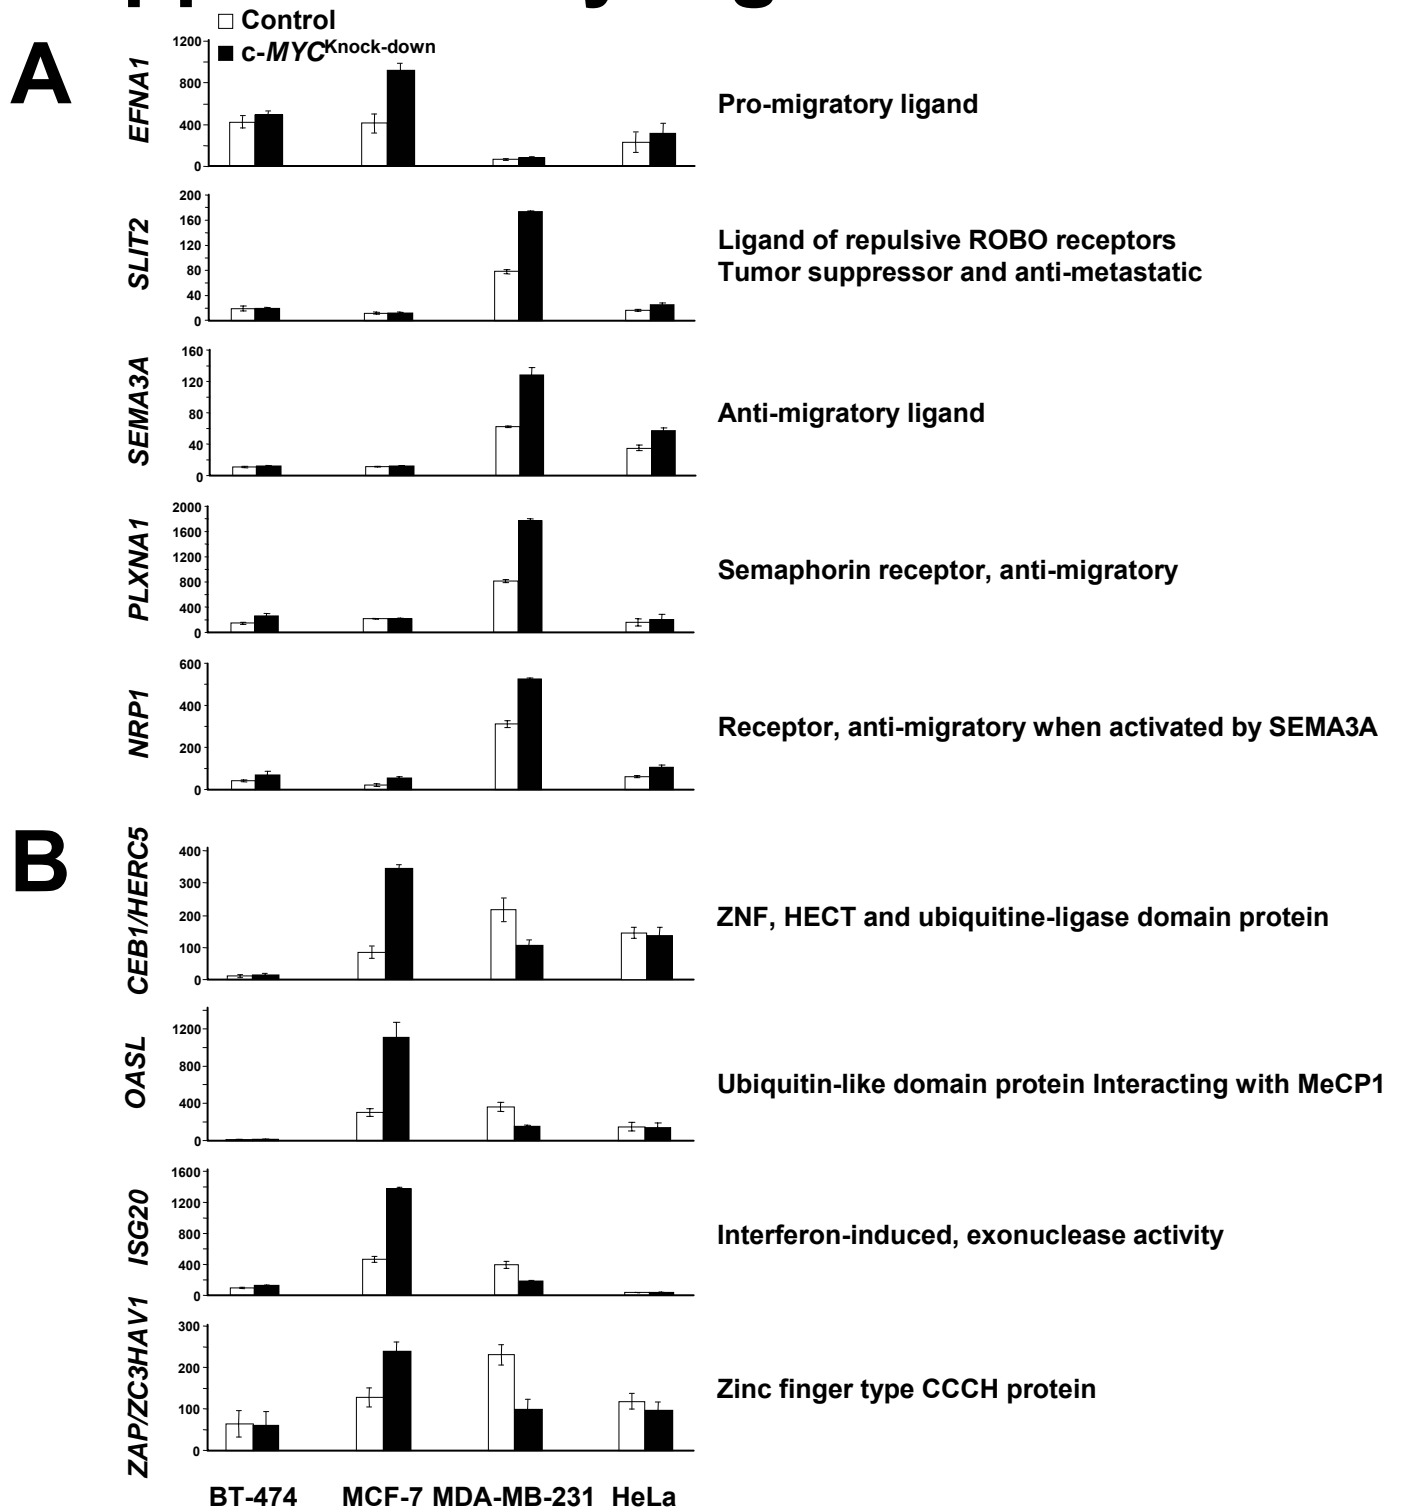 Control
c-MYC Knock-down
A
EFNA1
1200
800
400
0
Pro-migratory ligand
SLIT2
200
160
120
80
40
0
Ligand of repulsive ROBO receptors
Tumor suppressor and anti-metastatic
SEMA3A
160
120
80
40
0
Anti-migratory ligand
PLXNA1
2000
1600
1200
800
400
0
Semaphorin receptor, anti-migratory
NRP1
600
400
200
0
Receptor, anti-migratory when activated by SEMA3A
B
CEB1/HERC5
400
300
200
100
0
ZNF, HECT and ubiquitine-ligase domain protein
OASL
1200
800
400
0
Ubiquitin-like domain protein Interacting with MeCP1
ISG20
1600
1200
800
400
0
Interferon-induced, exonuclease activity
ZAP/ZC3HAV1
300
200
100
0
Zinc finger type CCCH protein
BT-474 MCF-7 MDA-MB-231 HeLa